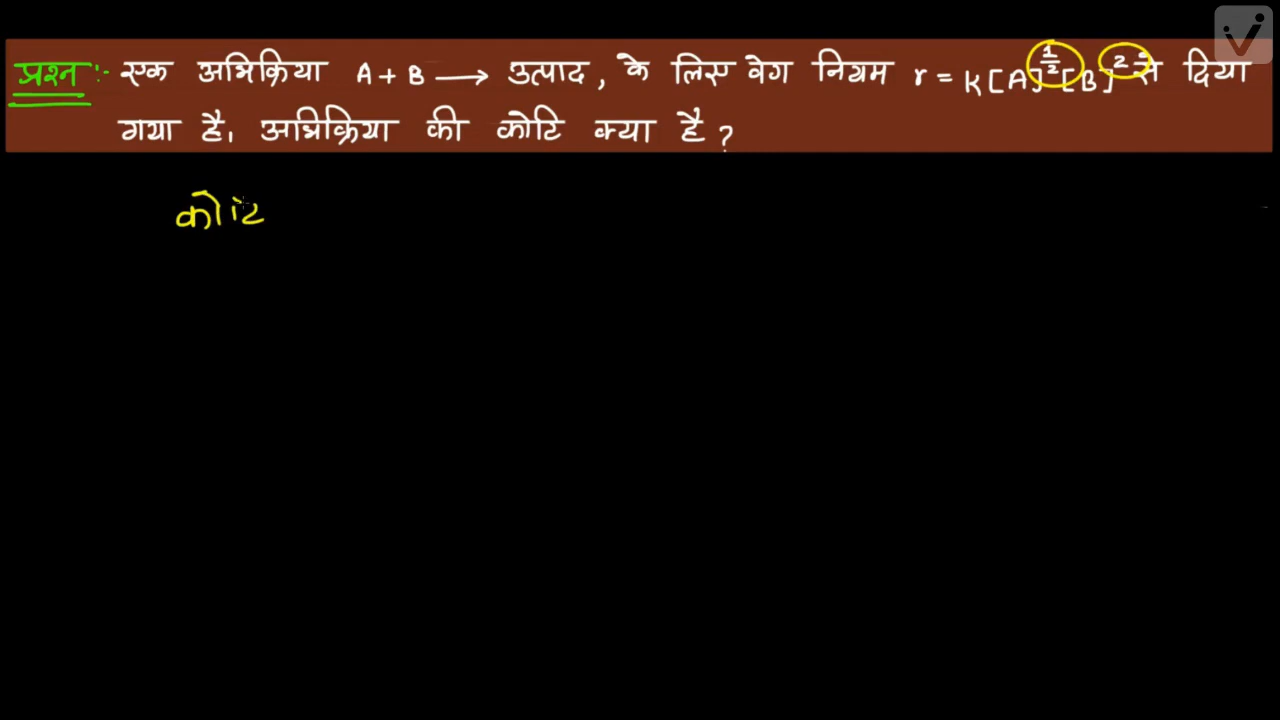 प्रश्न :- एक अभिक्रिया A + B ⟶ उत्पाद, के लिए वेग नियम r = K[A]^{1/2}[B]^2 से दिया
गया है। अभिक्रिया की कोटि क्या है ?
कोटि